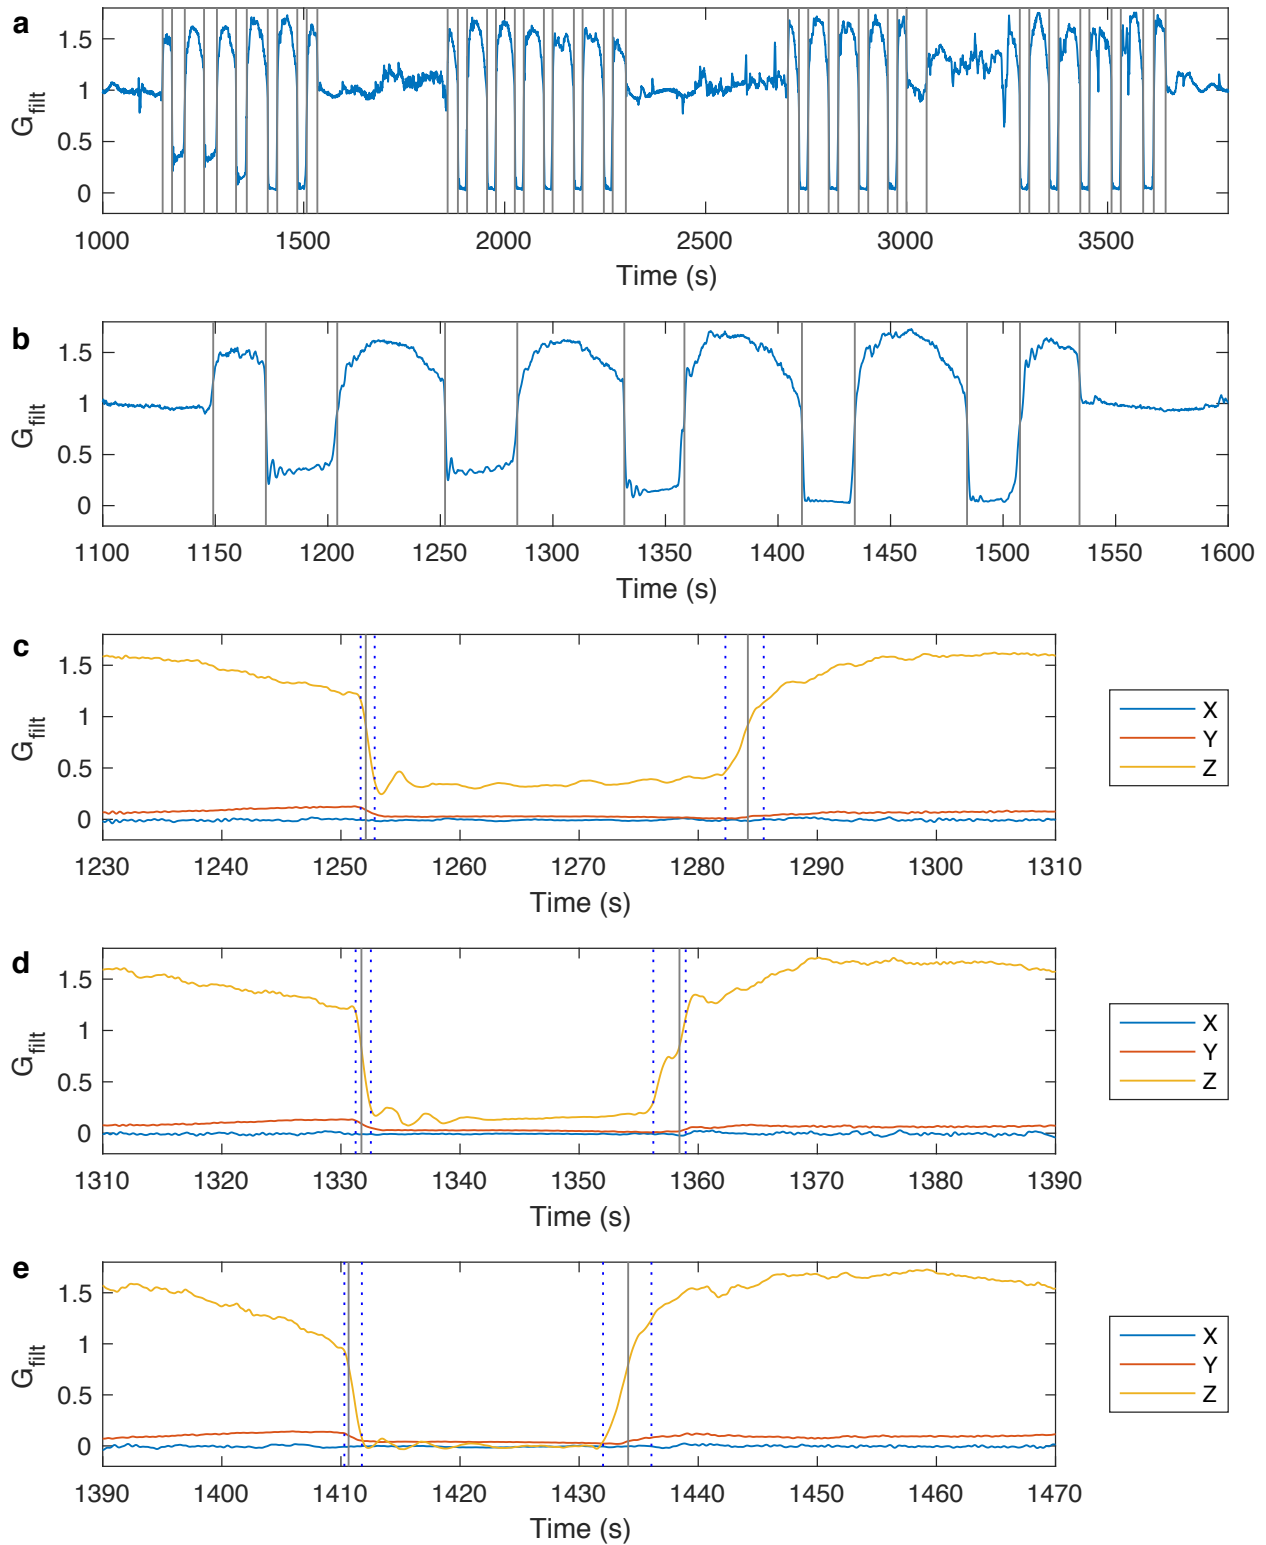 a
1.5
1
0.5
0
G_filt
1000 1500 2000 2500 3000 3500
Time (s)
b
1.5
1
0.5
0
G_filt
1100 1150 1200 1250 1300 1350 1400 1450 1500 1550 1600
Time (s)
c
1.5
1
0.5
0
G_filt
1230 1240 1250 1260 1270 1280 1290 1300 1310
Time (s)
X
Y
Z
d
1.5
1
0.5
0
G_filt
1310 1320 1330 1340 1350 1360 1370 1380 1390
Time (s)
X
Y
Z
e
1.5
1
0.5
0
G_filt
1390 1400 1410 1420 1430 1440 1450 1460 1470
Time (s)
X
Y
Z